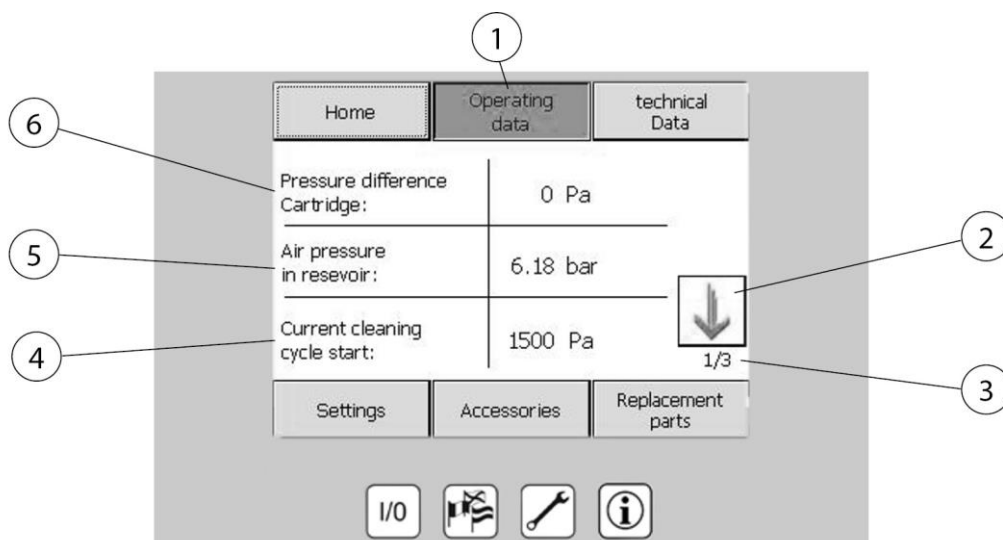 1
Home
Operating
data
technical
Data
6
Pressure difference
Cartridge:
0 Pa
5
Air pressure
in resevoir:
6.18 bar
2
4
Current cleaning
cycle start:
1500 Pa
1/3
3
Settings
Accessories
Replacement
parts
I/0
i